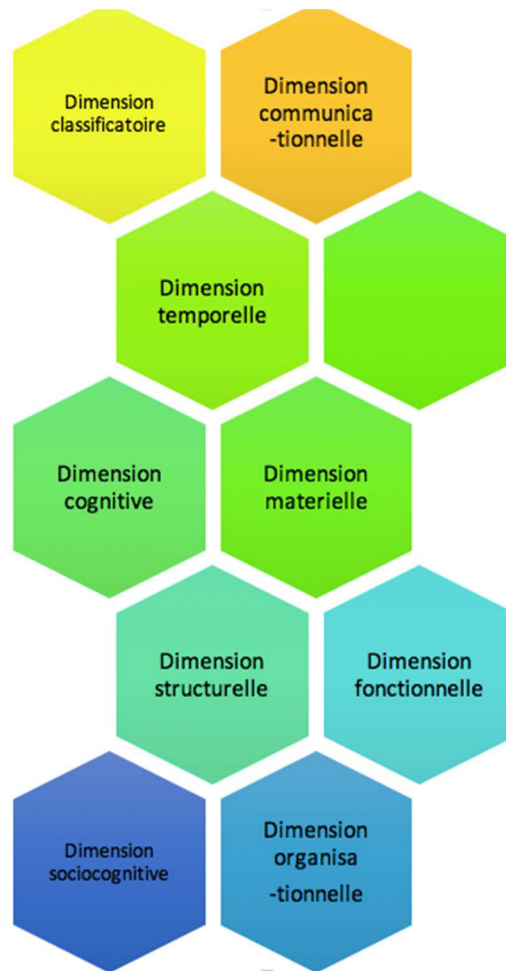 Dimension
classificatoire
Dimension
communica
-tionnelle
Dimension
temporelle
Dimension
cognitive
Dimension
materielle
Dimension
structurelle
Dimension
fonctionnelle
Dimension
sociocognitive
Dimension
organisa
-tionnelle